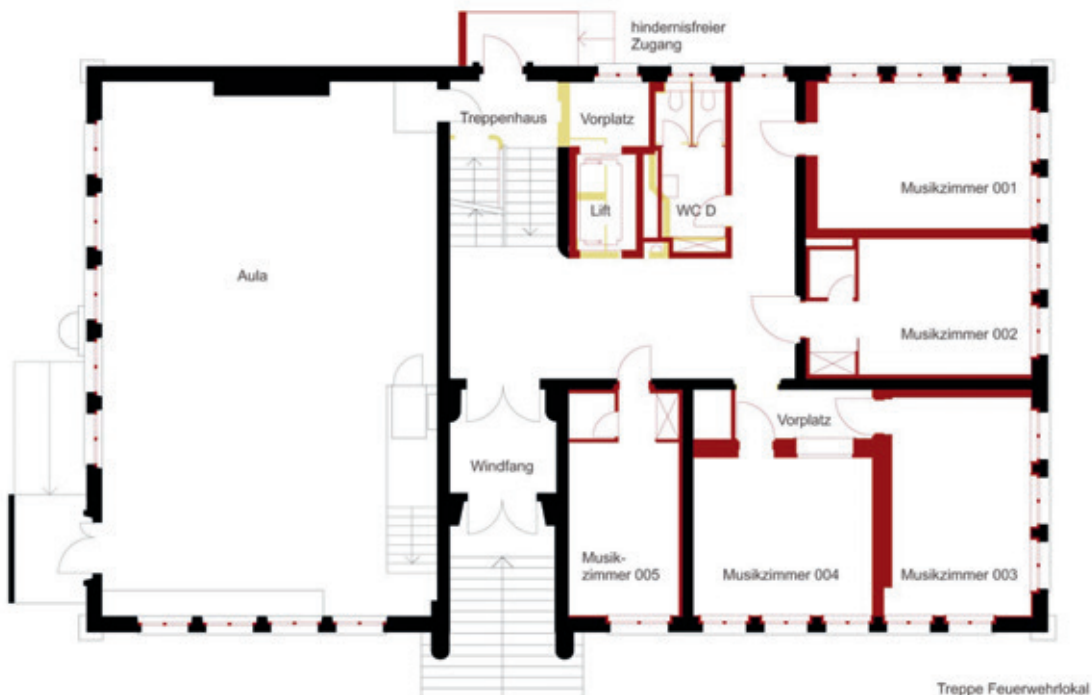 hindernisfreier
Zugang
Treppenhaus
Vorplatz
Musikzimmer 001
Lift
WC D
Aula
Musikzimmer 002
Vorplatz
Windfang
Musik-
zimmer 005
Musikzimmer 004
Musikzimmer 003
Treppe Feuerwehrlokal